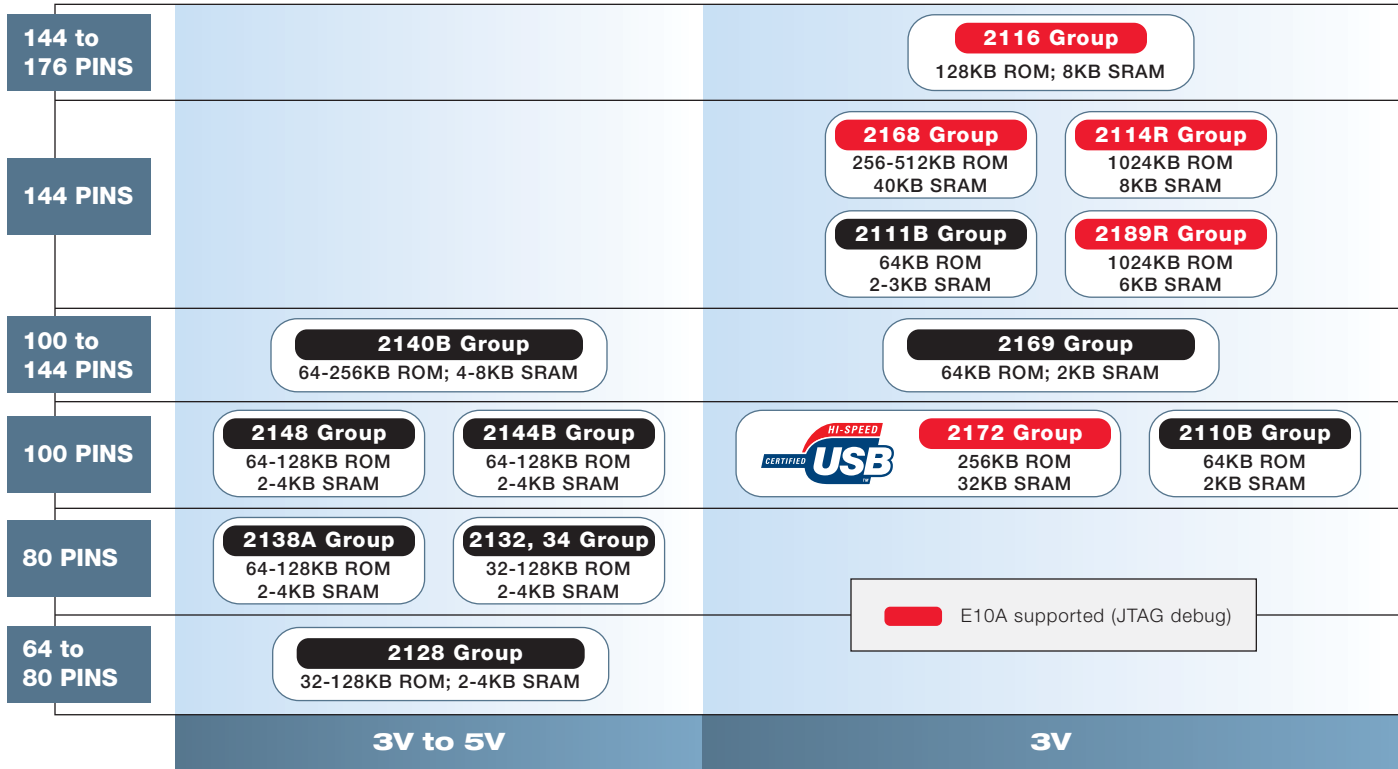 144 to
176 PINS
2116 Group
128KB ROM; 8KB SRAM
144 PINS
2168 Group
256-512KB ROM
40KB SRAM
2114R Group
1024KB ROM
8KB SRAM
2111B Group
64KB ROM
2-3KB SRAM
2189R Group
1024KB ROM
6KB SRAM
100 to
144 PINS
2140B Group
64-256KB ROM; 4-8KB SRAM
2169 Group
64KB ROM; 2KB SRAM
100 PINS
2148 Group
64-128KB ROM
2-4KB SRAM
2144B Group
64-128KB ROM
2-4KB SRAM
HI-SPEED
CERTIFIED USB
TM
2172 Group
256KB ROM
32KB SRAM
2110B Group
64KB ROM
2KB SRAM
80 PINS
2138A Group
64-128KB ROM
2-4KB SRAM
2132, 34 Group
32-128KB ROM
2-4KB SRAM
E10A supported (JTAG debug)
64 to
80 PINS
2128 Group
32-128KB ROM; 2-4KB SRAM
3V to 5V
3V